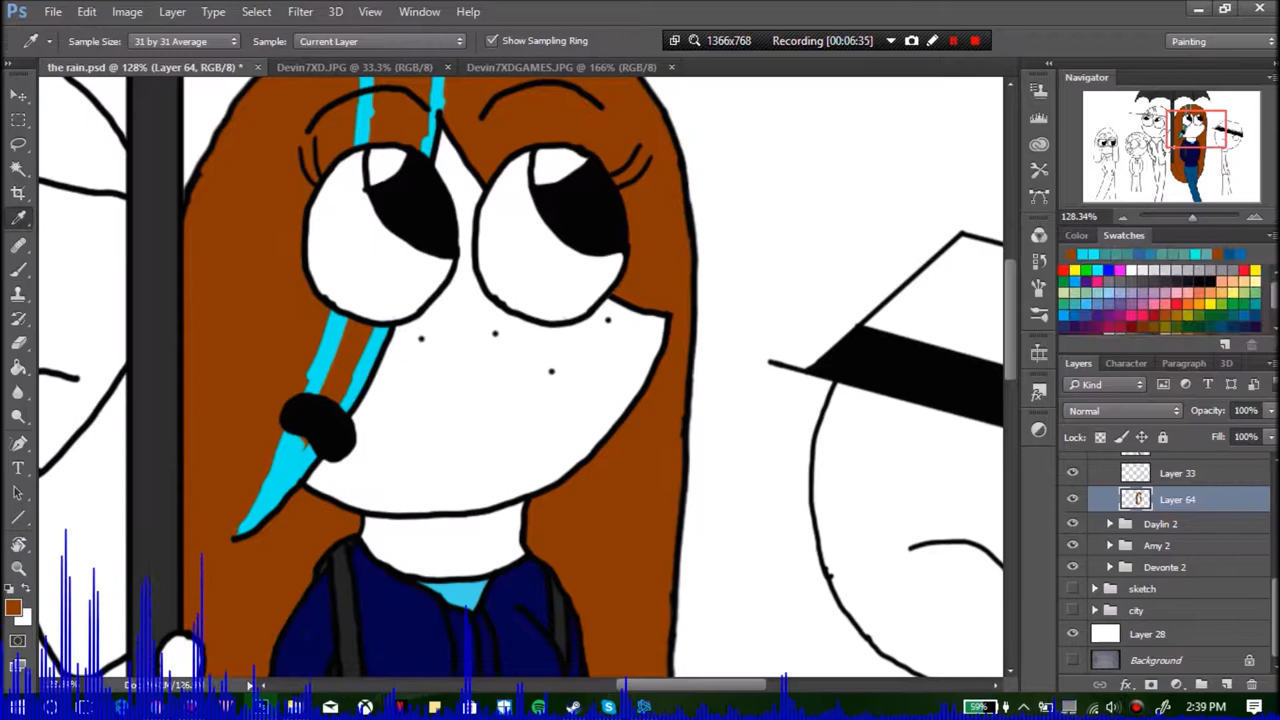 Ps File Edit Image Layer Type Select Filter 3D View Window Help
Sample Size: 31 by 31 Average Sample: Current Layer Show Sampling Ring 1366x768 Recording [00:06:35] Painting
the rain.psd @ 128% (Layer 64, RGB/8) * Devin7XD.JPG @ 33.3% (RGB/8) Devin7XDGAMES.JPG @ 166% (RGB/8)
Navigator
128.34%
Color Swatches
Layers Character Paragraph 3D
Kind
Normal Opacity: 100%
Lock: Fill: 100%
Layer 33
Layer 64
Daylin 2
Amy 2
Devonte 2
sketch
city
Layer 28
Background
59% 2:39 PM